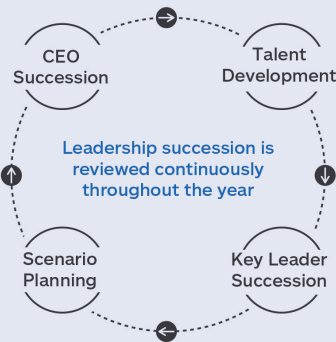 CEO
Succession
Talent
Development
Leadership succession is
reviewed continuously
throughout the year
Scenario
Planning
Key Leader
Succession